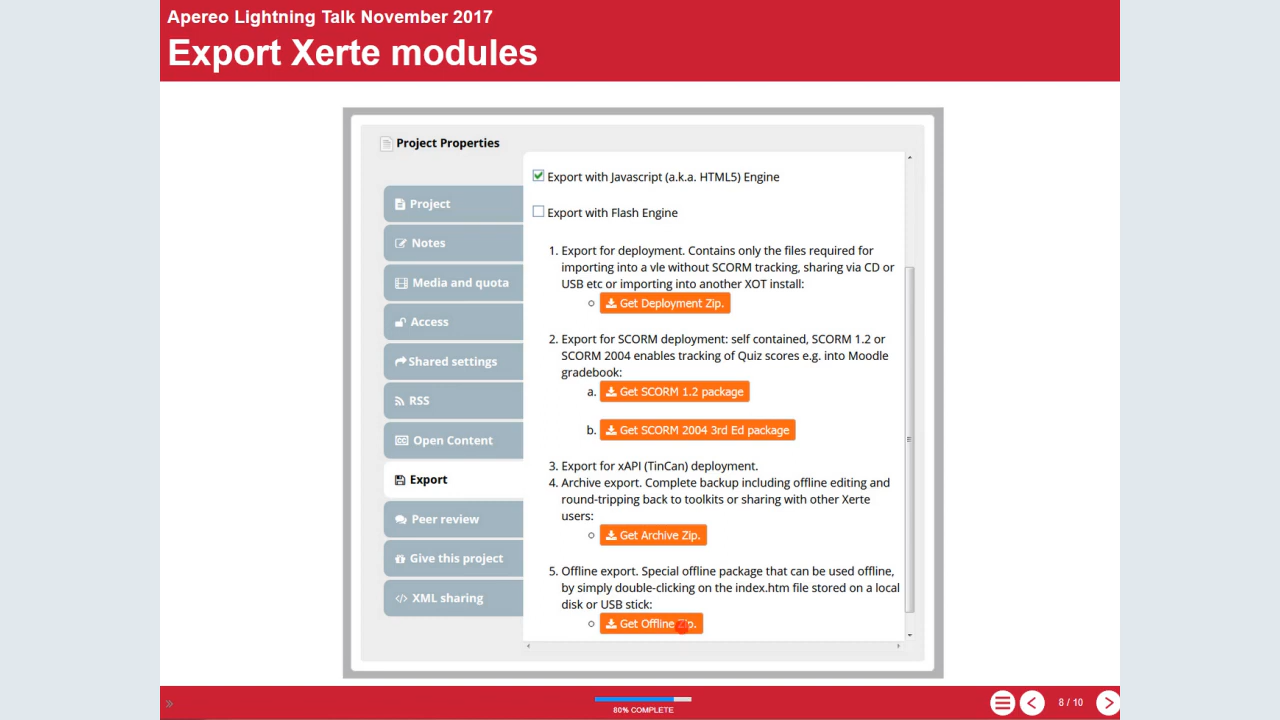 Apereo Lightning Talk November 2017
Export Xerte modules
Project Properties
Project
Notes
Media and quota
Access
Shared settings
RSS
Open Content
Export
Peer review
Give this project
XML sharing
Export with Javascript (a.k.a. HTML5) Engine
Export with Flash Engine
1. Export for deployment. Contains only the files required for
importing into a vle without SCORM tracking, sharing via CD or
USB etc or importing into another XOT install:
Get Deployment Zip.
2. Export for SCORM deployment: self contained, SCORM 1.2 or
SCORM 2004 enables tracking of Quiz scores e.g. into Moodle
gradebook:
a. Get SCORM 1.2 package
b. Get SCORM 2004 3rd Ed package
3. Export for xAPI (TinCan) deployment.
4. Archive export. Complete backup including offline editing and
round-tripping back to toolkits or sharing with other Xerte
users:
Get Archive Zip.
5. Offline export. Special offline package that can be used offline,
by simply double-clicking on the index.htm file stored on a local
disk or USB stick:
Get Offline Zip.
80% COMPLETE
8 / 10